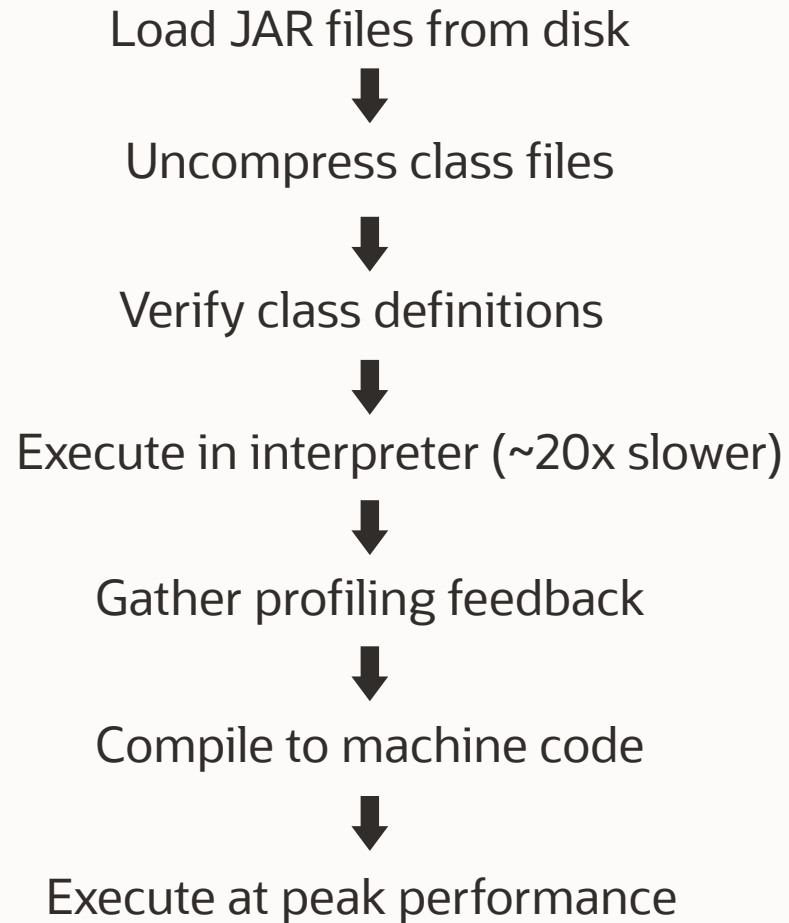 Load JAR files from disk
Uncompress class files
Verify class definitions
Execute in interpreter (~20x slower)
Gather profiling feedback
Compile to machine code
Execute at peak performance